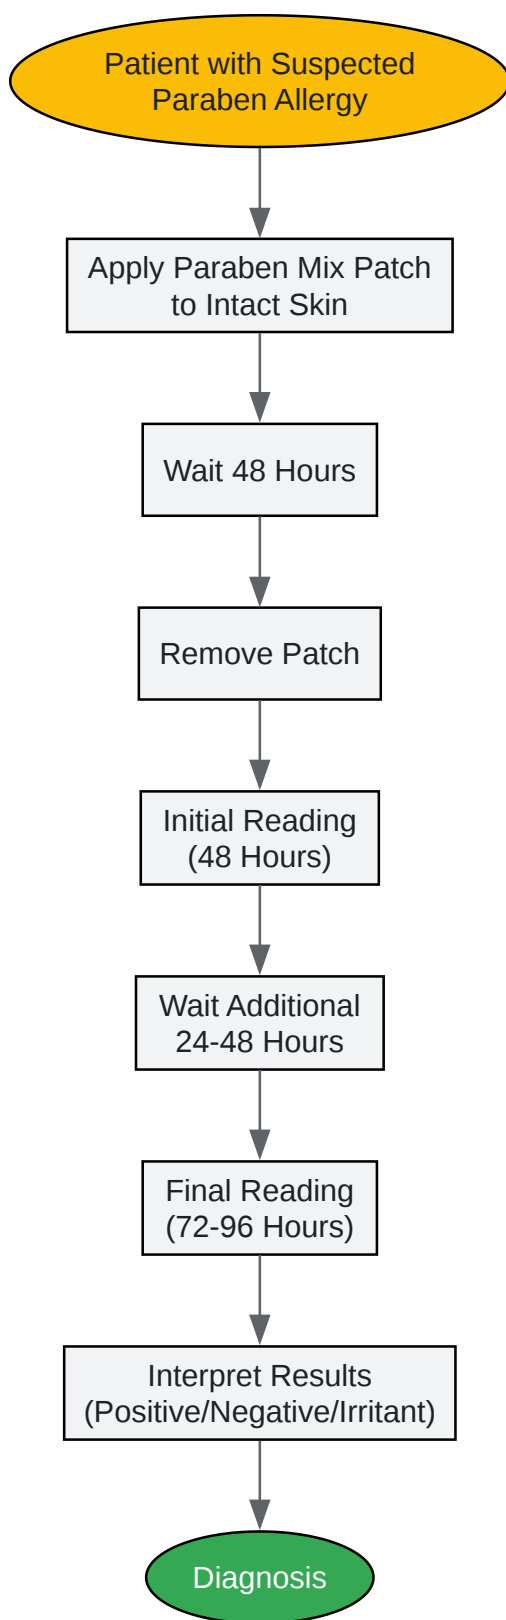 Patient with Suspected
Paraben Allergy
Apply Paraben Mix Patch
to Intact Skin
Wait 48 Hours
Remove Patch
Initial Reading
(48 Hours)
Wait Additional
24-48 Hours
Final Reading
(72-96 Hours)
Interpret Results
(Positive/Negative/Irritant)
Diagnosis